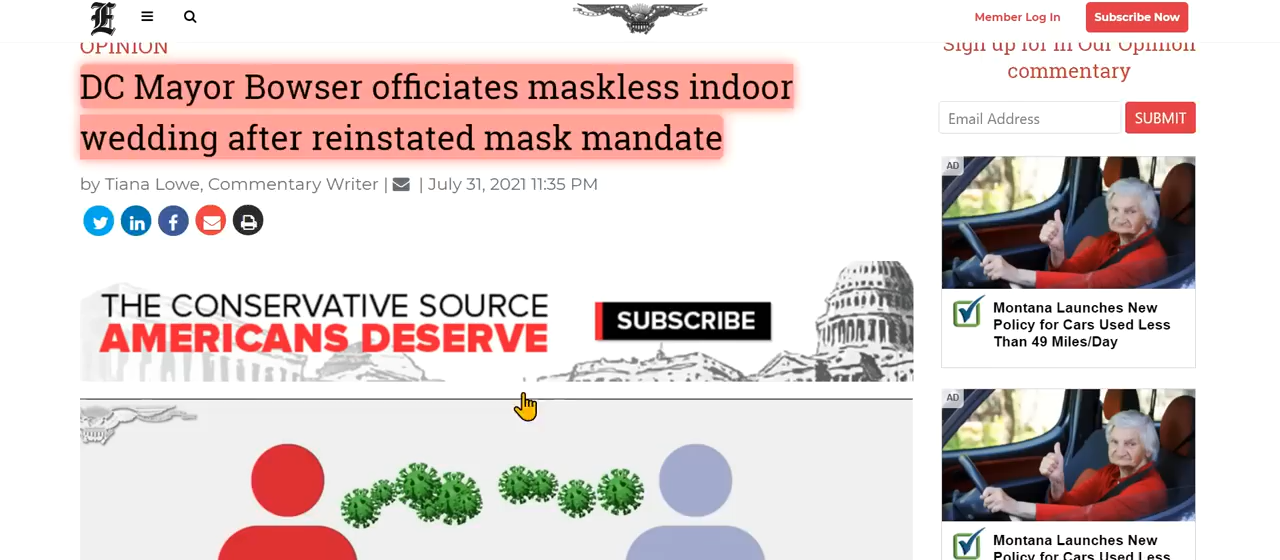 Member Log In
Subscribe Now
OPINION
DC Mayor Bowser officiates maskless indoor
wedding after reinstated mask mandate
by Tiana Lowe, Commentary Writer | | July 31, 2021 11:35 PM
THE CONSERVATIVE SOURCE
AMERICANS DESERVE
SUBSCRIBE
Sign up for In Our Opinion
commentary
Email Address
SUBMIT
AD
Montana Launches New
Policy for Cars Used Less
Than 49 Miles/Day
AD
Montana Launches New
Policy for Cars Used Less